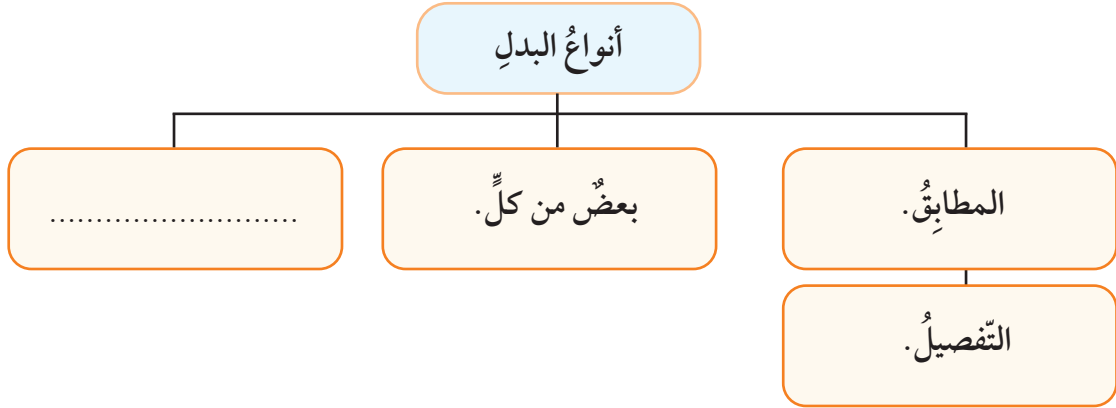 أنواعُ البدلِ
المطابِقُ.
بعضٌ من كلٍّ.
..........................
التّفصيلُ.